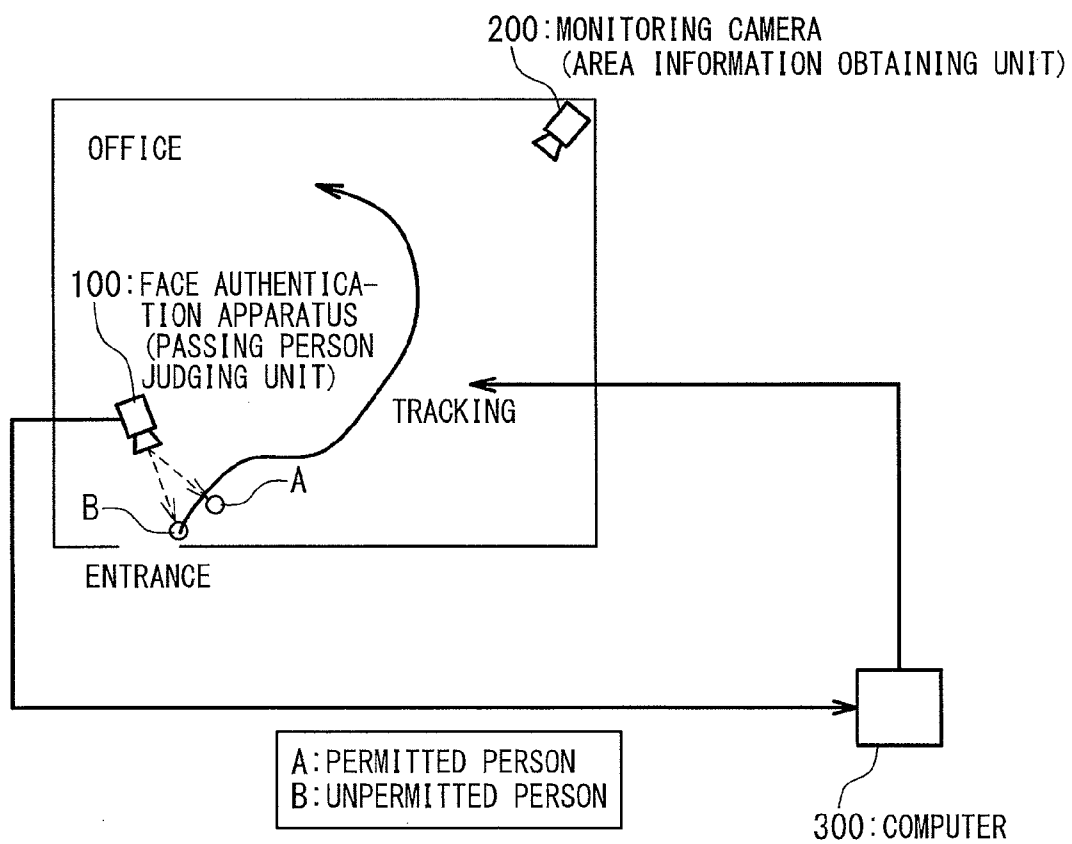 200:MONITORING CAMERA
(AREA INFORMATION OBTAINING UNIT)
OFFICE
100:FACE AUTHENTICA-
TION APPARATUS
(PASSING PERSON
JUDGING UNIT)
TRACKING
A
B
ENTRANCE
A:PERMITTED PERSON
B:UNPERMITTED PERSON
300:COMPUTER